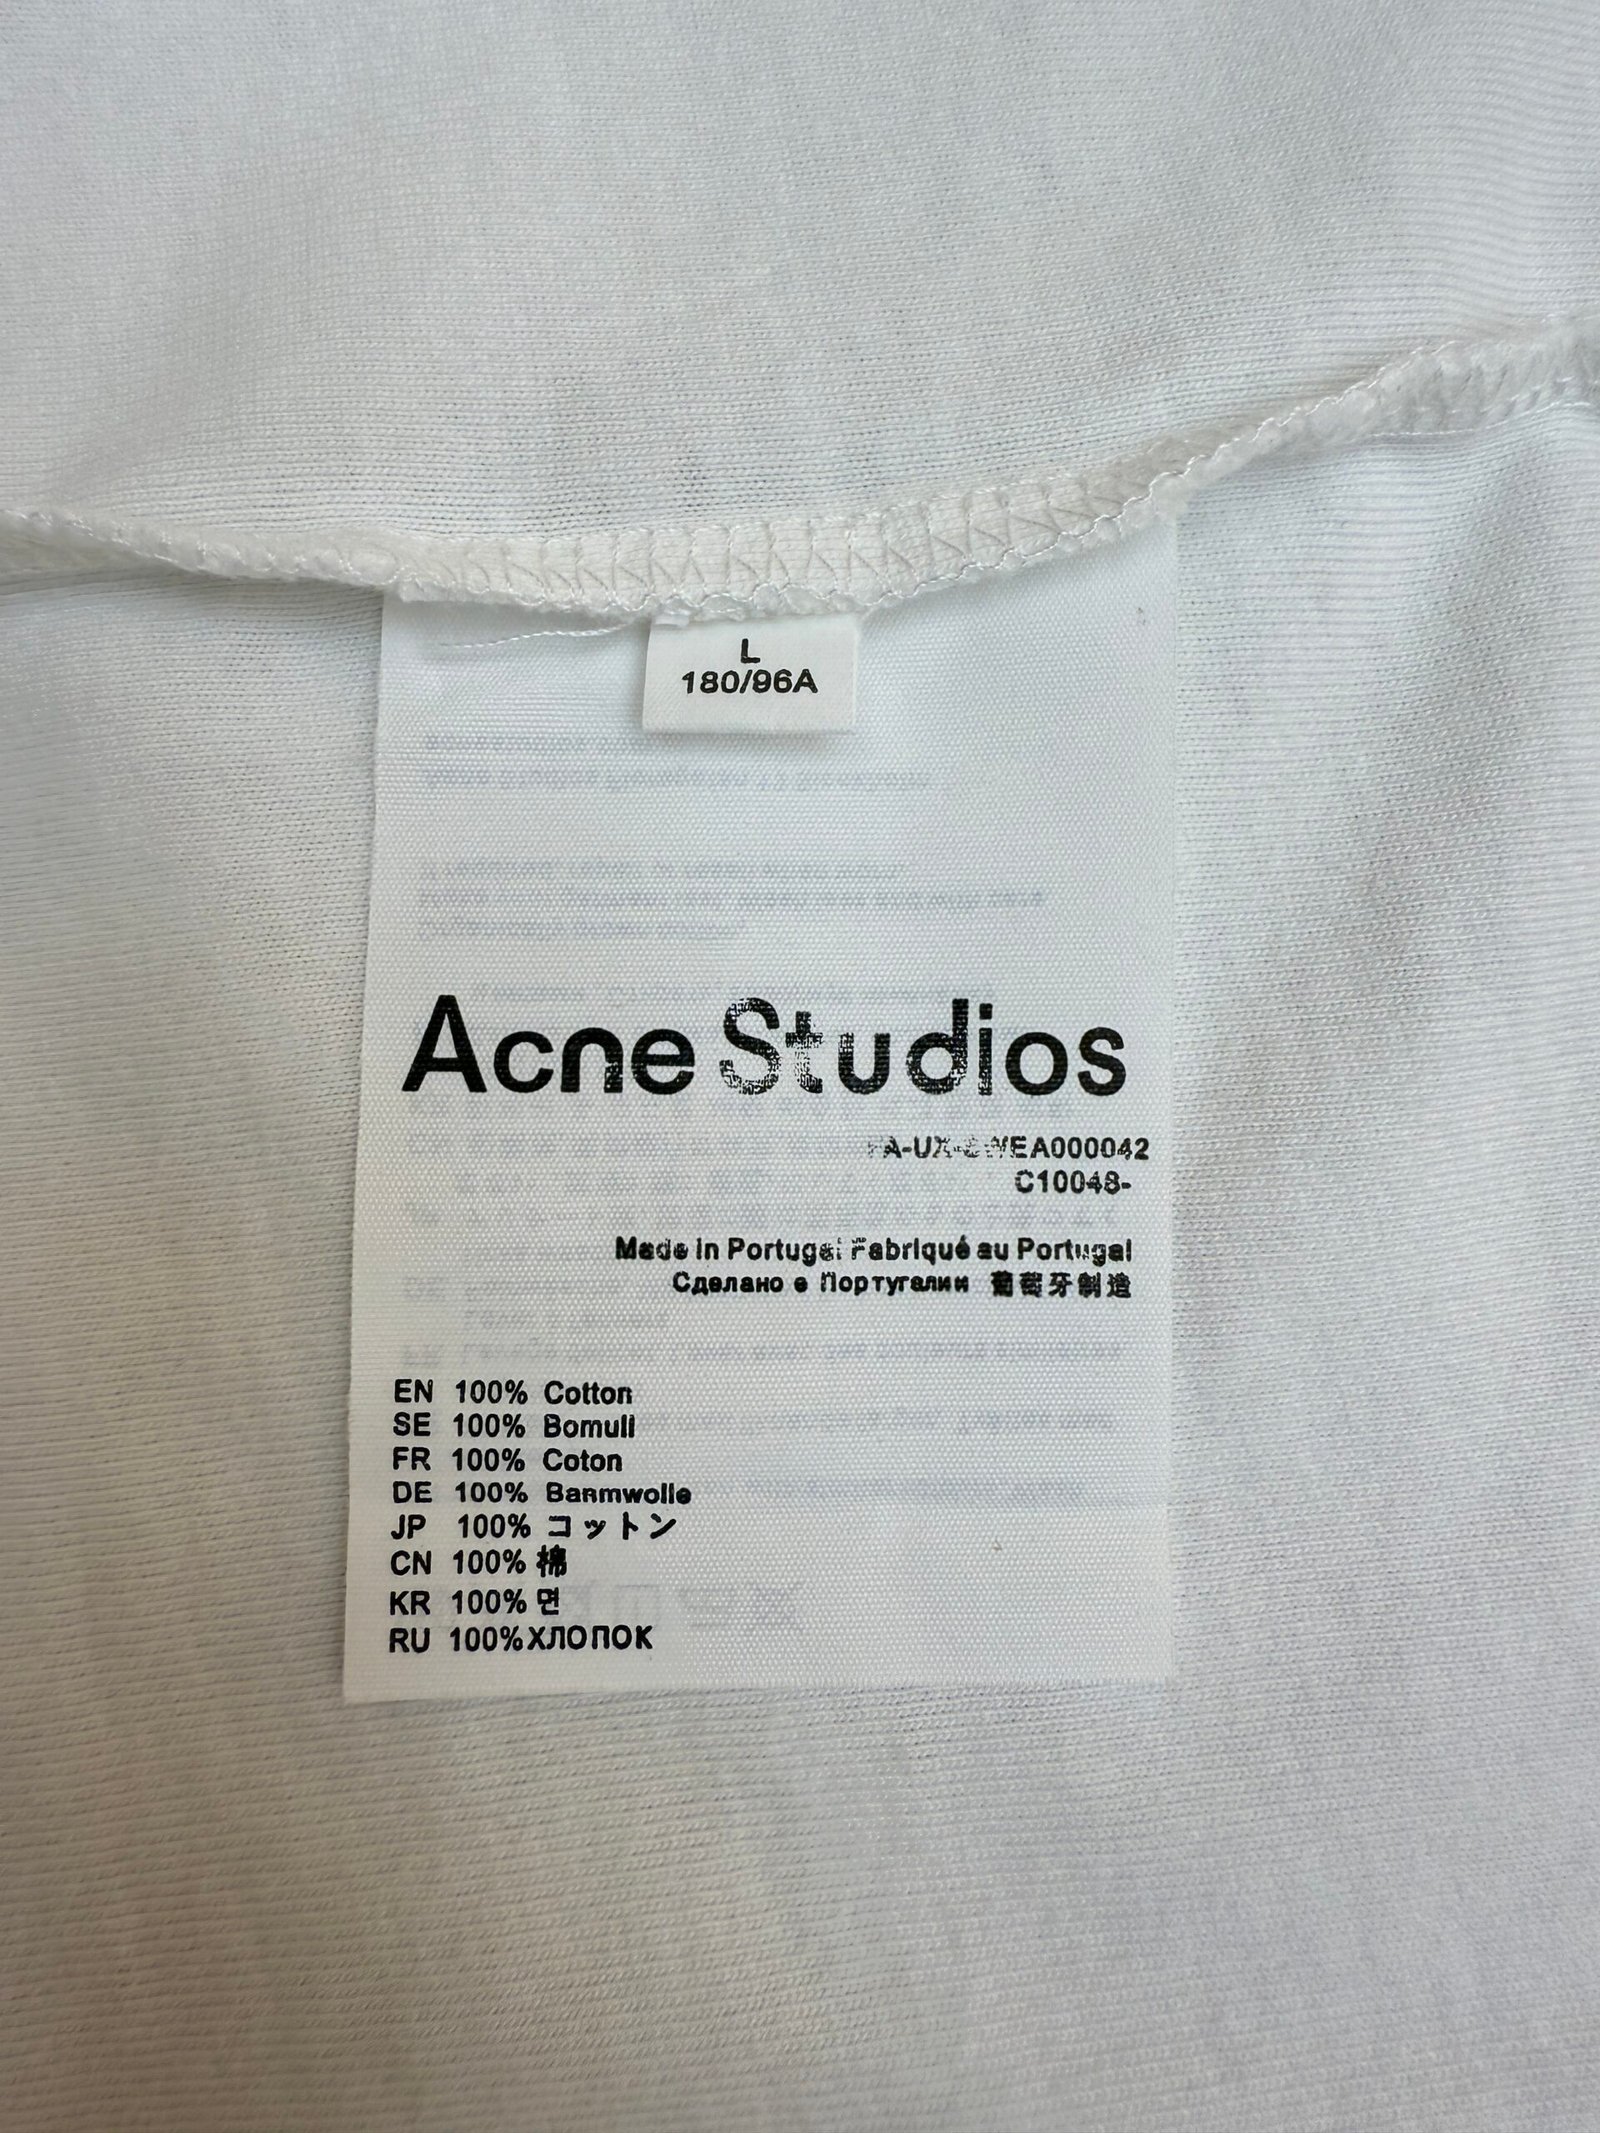 L
180/96A
Acne Studios
WEA000042
C10048-
Made in Portugal Fabriqué au Portugal
Сделано в Португалии 葡萄牙制造
EN 100% Cotton
SE 100% Bomull
FR 100% Coton
DE 100% Banmwolle
JP 100% コットン
CN 100% 棉
KR 100% 면
RU 100% ХЛОПОК